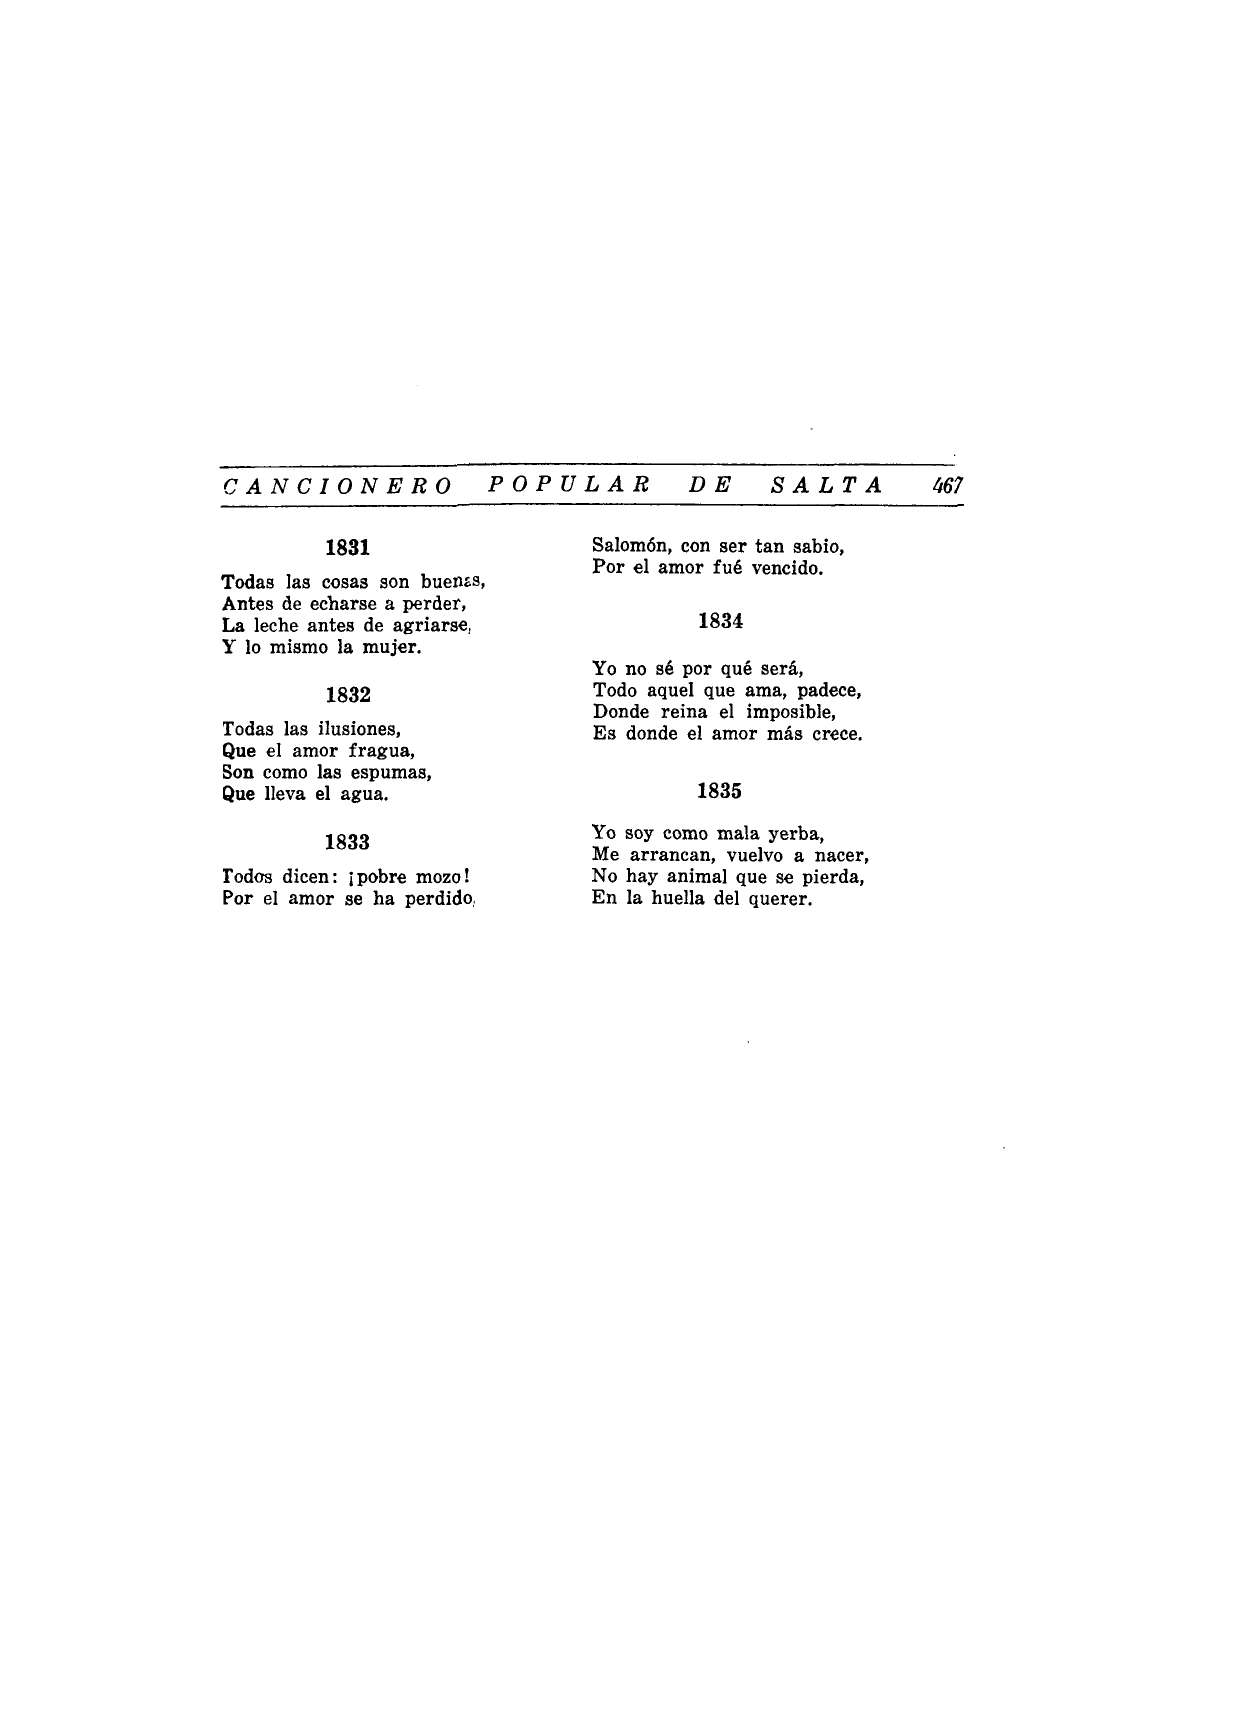 CANCIONERO POPULAR DE SALTA 467
1831
Todas las cosas son buenas,
Antes de echarse a perder,
La leche antes de agriarse,
Y lo mismo la mujer.
1832
Todas las ilusiones,
Que el amor fragua,
Son como las espumas,
Que lleva el agua.
1833
Todos dicen: ¡pobre mozo!
Por el amor se ha perdido,
Salomón, con ser tan sabio,
Por el amor fué vencido.
1834
Yo no sé por qué será,
Todo aquel que ama, padece,
Donde reina el imposible,
Es donde el amor más crece.
1835
Yo soy como mala yerba,
Me arrancan, vuelvo a nacer,
No hay animal que se pierda,
En la huella del querer.